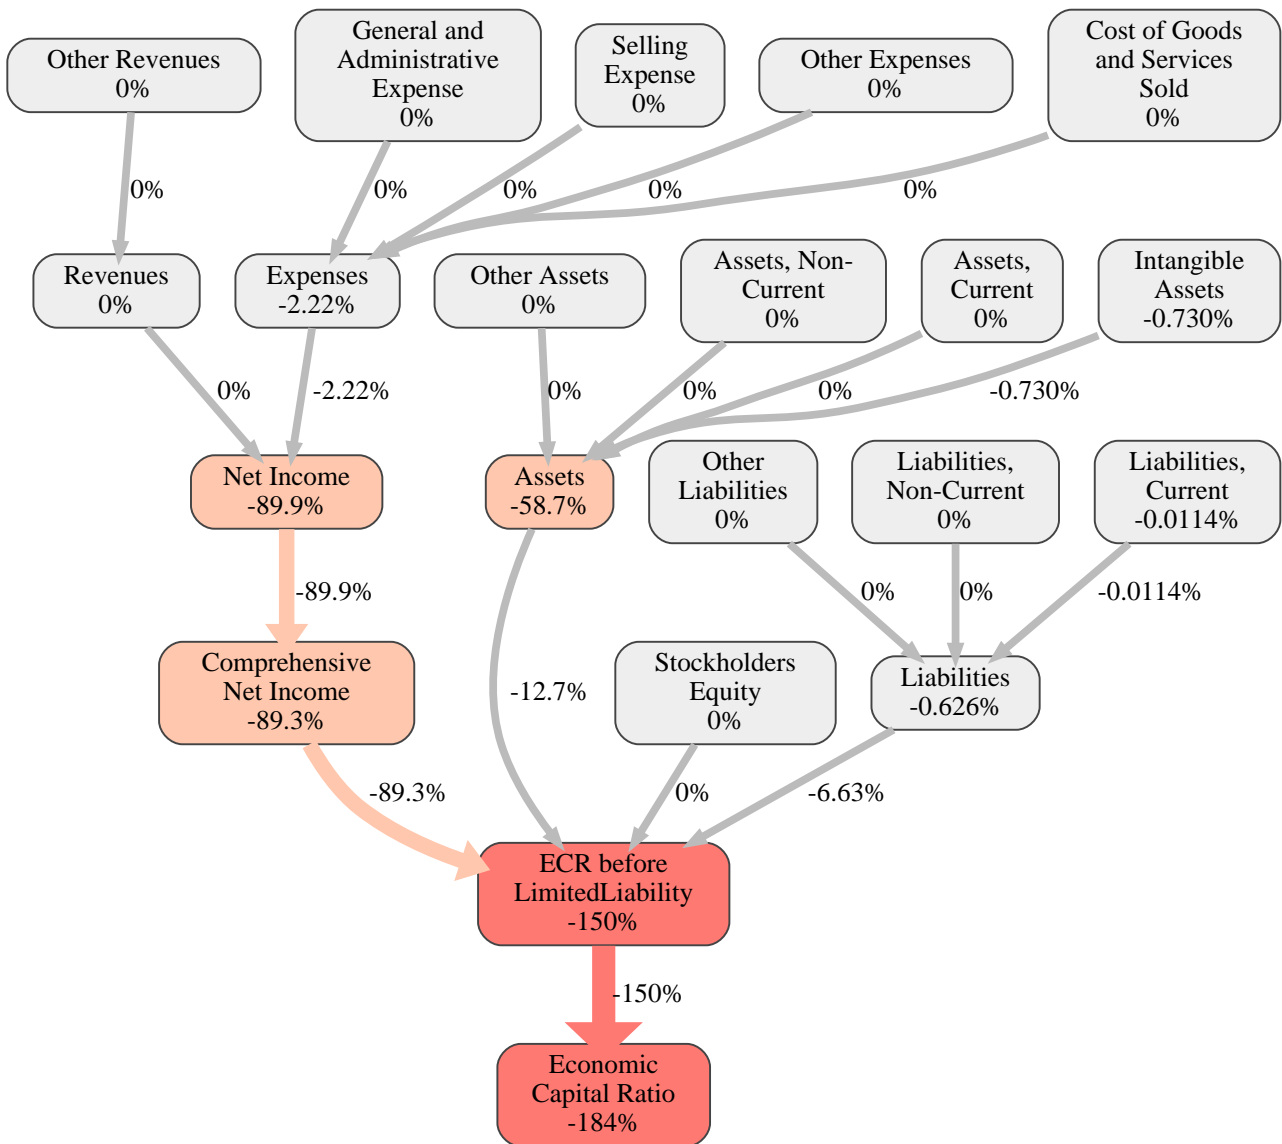 Other Revenues
0%
General and
Administrative
Expense
0%
Selling
Expense
0%
Other Expenses
0%
Cost of Goods
and Services
Sold
0%
0%
0%
0%
0%
0%
Revenues
0%
Expenses
-2.22%
Other Assets
0%
Assets, Non-
Current
0%
Assets,
Current
0%
Intangible
Assets
-0.730%
0%
-2.22%
0%
0%
0%
-0.730%
Net Income
-89.9%
Assets
-58.7%
Other
Liabilities
0%
Liabilities,
Non-Current
0%
Liabilities,
Current
-0.0114%
-89.9%
0%
0%
-0.0114%
Comprehensive
Net Income
-89.3%
-12.7%
Stockholders
Equity
0%
Liabilities
-0.626%
-89.3%
0%
-6.63%
ECR before
LimitedLiability
-150%
-150%
Economic
Capital Ratio
-184%